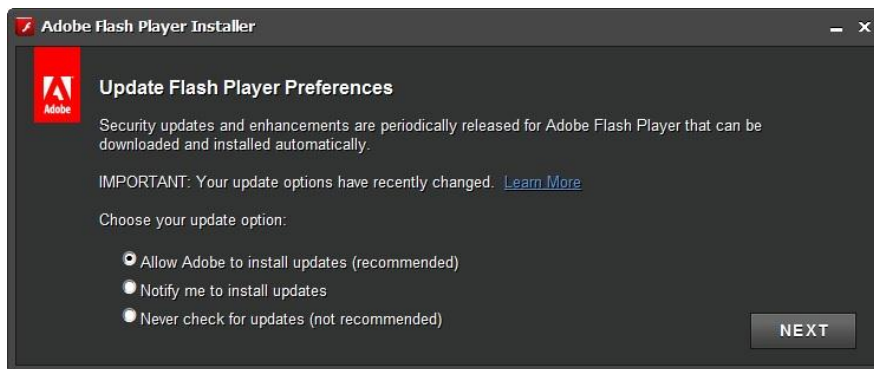 Adobe Flash Player Installer
Adobe
Update Flash Player Preferences
Security updates and enhancements are periodically released for Adobe Flash Player that can be
downloaded and installed automatically.
IMPORTANT: Your update options have recently changed. Learn More
Choose your update option:
Allow Adobe to install updates (recommended)
Notify me to install updates
Never check for updates (not recommended)
NEXT